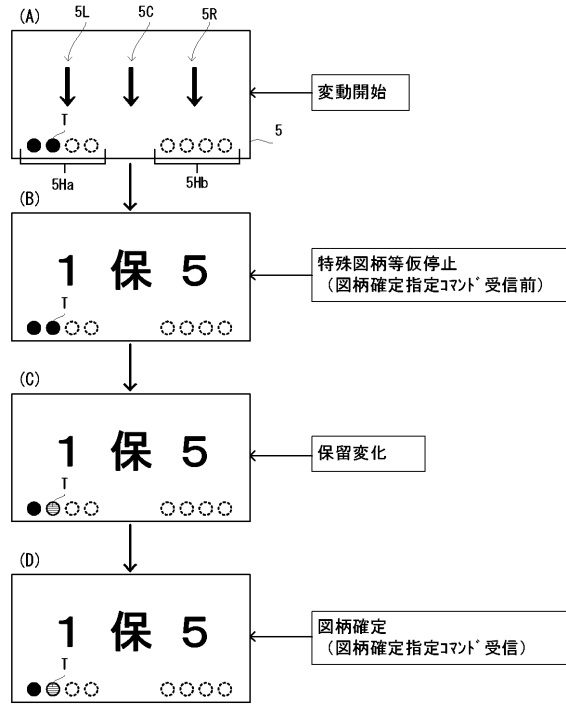 (A)
5L
5C
5R
変動開始
T
5
5Ha
5Hb
(B)
1 保 5
特殊図柄等仮停止
（図柄確定指定ｺﾏﾝﾄﾞ受信前）
T
(C)
1 保 5
保留変化
T
(D)
1 保 5
図柄確定
（図柄確定指定ｺﾏﾝﾄﾞ受信）
T